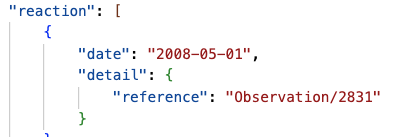 "reaction": [
{
"date": "2008-05-01",
"detail": {
"reference": "Observation/2831"
}